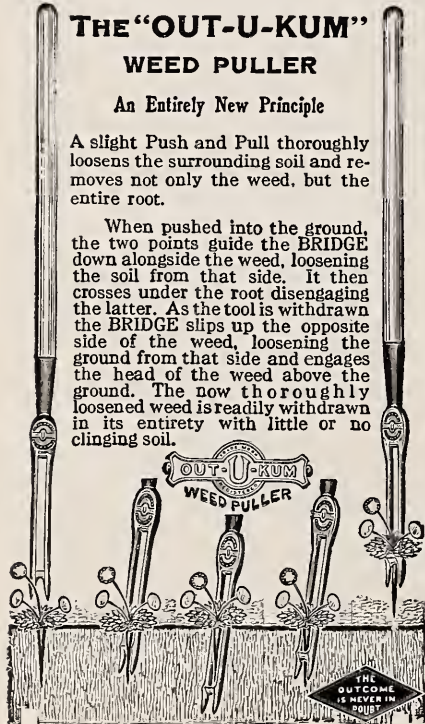 THE "OUT-U-KUM"
WEED PULLER
An Entirely New Principle
A slight Push and Pull thoroughly
loosens the surrounding soil and re-
moves not only the weed, but the
entire root.
When pushed into the ground,
the two points guide the BRIDGE
down alongside the weed, loosening
the soil from that side. It then
crosses under the root disengaging
the latter. As the tool is withdrawn
the BRIDGE slips up the opposite
side of the weed, loosening the
ground from that side and engages
the head of the weed above the
ground. The now thoroughly
loosened weed is readily withdrawn
in its entirety with little or no
clinging soil.
OUT-U-KUM
WEED PULLER
THE
OUTCOME
IS NEVER IN
DOUBT